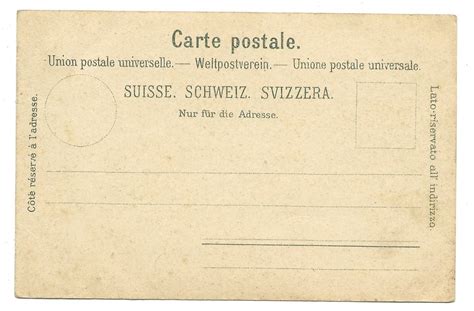 Carte postale.
Union postale universelle. — Weltpostverein. — Unione postale universale.
SUISSE. SCHWEIZ. SVIZZERA.
Nur für die Adresse.
Côté réservé à l'adresse.
Lato riservato all' indirizzo.